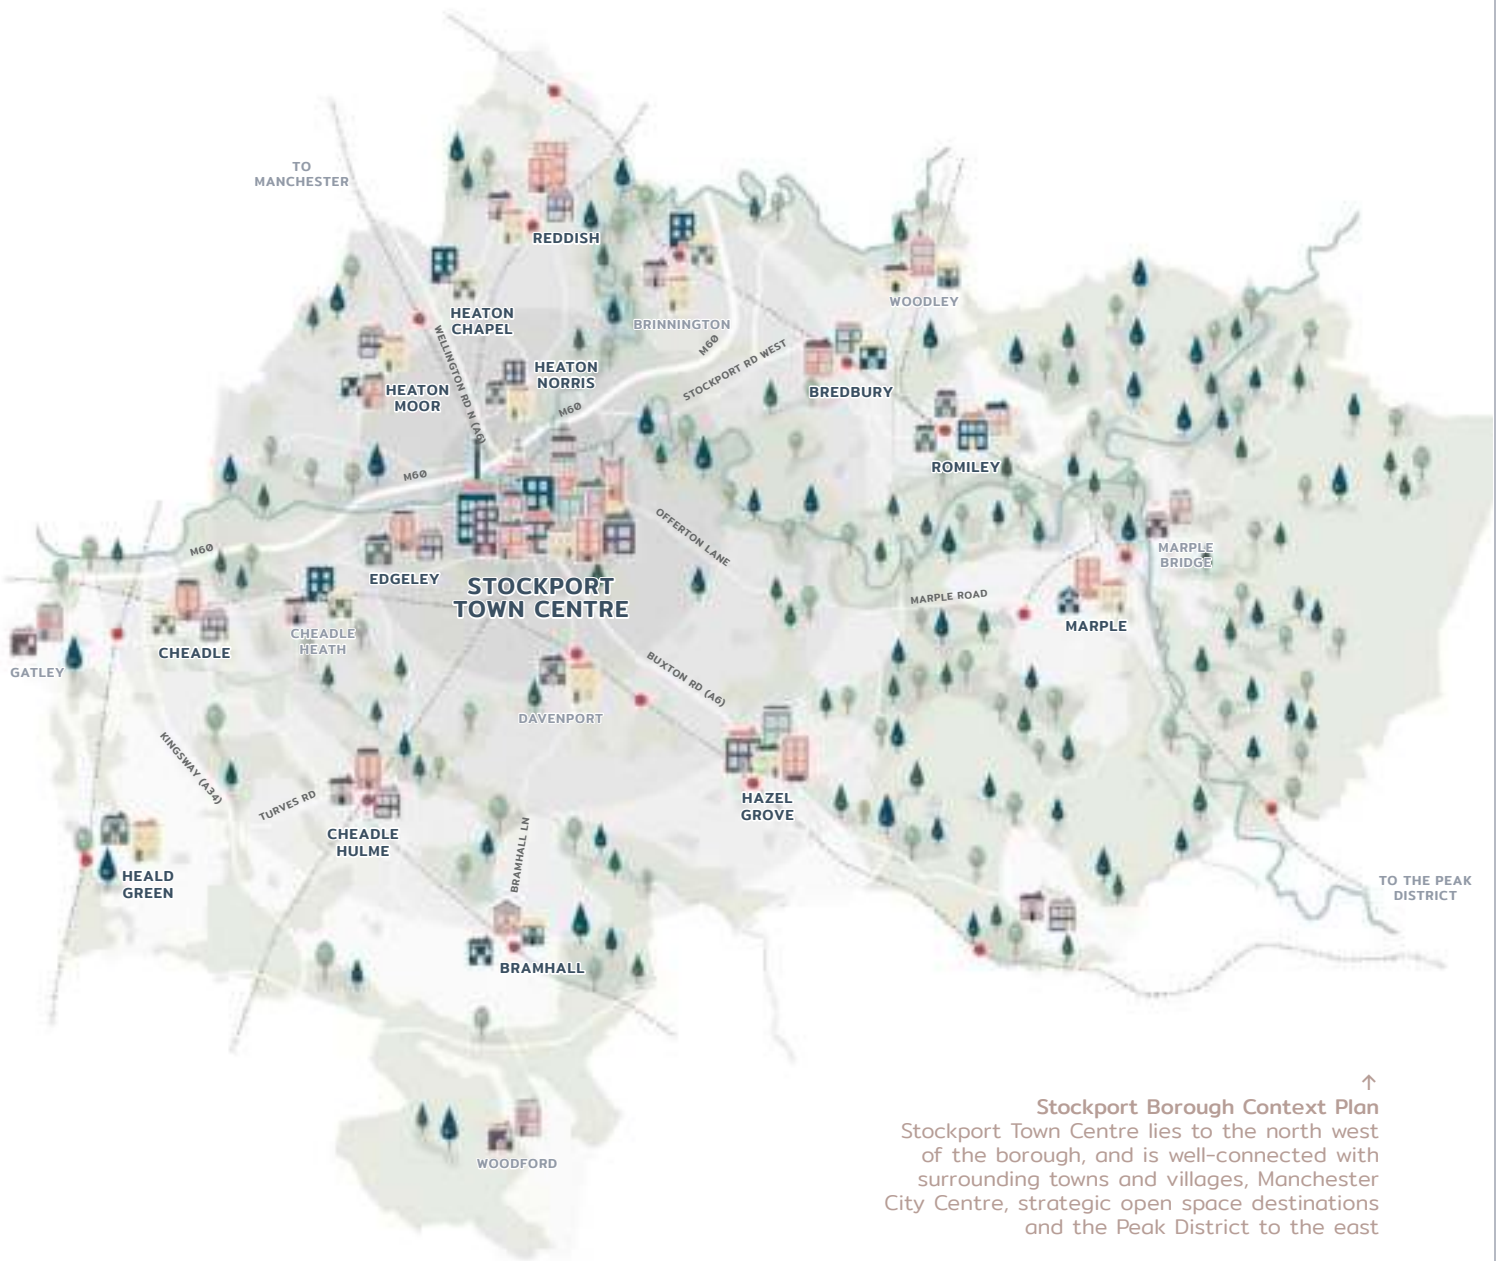 TO
MANCHESTER
REDDISH
HEATON
CHAPEL
BRINNINGTON
WOODLEY
WELLINGTON RD N (A6)
M60
STOCKPORT RD WEST
HEATON
NORRIS
HEATON
MOOR
BREDBURY
M60
ROMILEY
M60
OFFERTON LANE
M60
EDGELEY
STOCKPORT
TOWN CENTRE
MARPLE
BRIDGE
MARPLE ROAD
MARPLE
CHEADLE
HEATH
CHEADLE
GATLEY
BUXTON RD (A6)
DAVENPORT
KINGSWAY (A34)
TURVES RD
HAZEL
GROVE
CHEADLE
HULME
BRAMHALL LN
HEALD
GREEN
TO THE PEAK
DISTRICT
BRAMHALL
WOODFORD
↑
Stockport Borough Context Plan
Stockport Town Centre lies to the north west
of the borough, and is well-connected with
surrounding towns and villages, Manchester
City Centre, strategic open space destinations
and the Peak District to the east